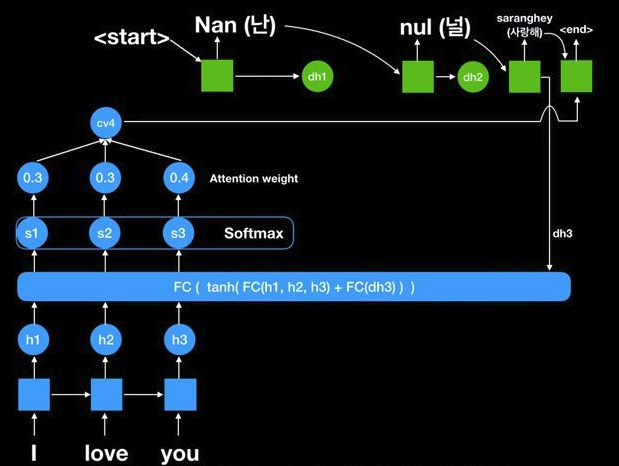 <start>
Nan (난)
nul (널)
saranghey
(사랑해)
<end>
dh1
dh2
cv4
0.3
0.3
0.4
Attention weight
s1
s2
s3
Softmax
dh3
FC ( tanh( FC(h1, h2, h3) + FC(dh3) ) )
h1
h2
h3
I
love
you